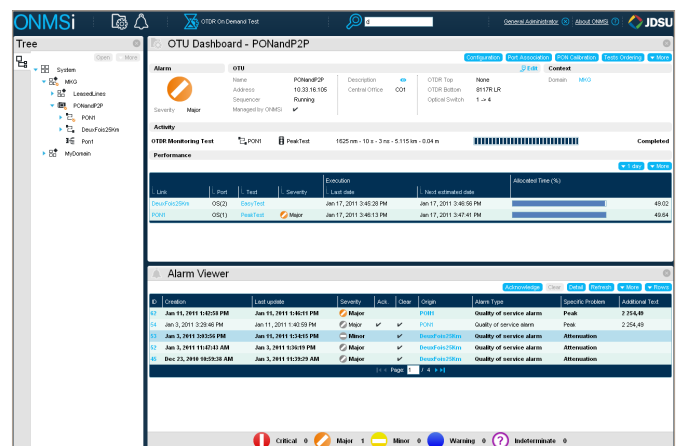 ONMSi OTDR On Demand Test d General Administrator About ONMSi JDSU
Tree
Open More
System
MKG
LeasedLines
PONandP2P
PON1
DeuxFois25Km
Pont
MyDomain
OTU Dashboard - PONandP2P
Configuration Port Association PON Calibration Tests Ordering More
Alarm OTU Edit Context
Name PONandP2P Description OTDR Top None Domain MKG
Address 10.33.16.105 Central Office CO1 OTDR Bottom 8117R LR
Sequencer Running Optical Switch 1 -> 4
Severity Major Managed by ONMSi ✔
Activity
OTDR Monitoring Test PON1 PeakTest 1625 nm - 10 s - 3 ns - 5.115 km - 0.04 m Completed
Performance
1 day More
Execution Allocated Time (%)
Link Port Test Severity Last date Next estimated date
DeuxFois25Km OS(2) EasyTest Jan 17, 2011 3:45:28 PM Jan 17, 2011 3:46:56 PM 49.02
PON1 OS(1) PeakTest Major Jan 17, 2011 3:46:13 PM Jan 17, 2011 3:47:41 PM 49.64
Alarm Viewer
Acknowledge Clear Detail Refresh More Rows
ID Creation Last update Severity Ack. Clear Origin Alarm Type Specific Problem Additional Text
62 Jan 11, 2011 1:42:58 PM Jan 11, 2011 1:46:11 PM Major PON1 Quality of service alarm Peak 2 254,49
54 Jan 3, 2011 3:29:46 PM Jan 11, 2011 1:40:59 PM Major ✔ ✔ PON1 Quality of service alarm Peak 2 254,49
53 Jan 3, 2011 3:03:56 PM Jan 11, 2011 1:34:15 PM Minor ✔ DeuxFois25Km Quality of service alarm Attenuation
52 Jan 3, 2011 11:47:43 AM Jan 3, 2011 1:36:19 PM Major ✔ DeuxFois25Km Quality of service alarm Attenuation
Dec 23, 2010 10:59:38 AM Jan 3, 2011 11:39:29 AM Major ✔ DeuxFois25Km Quality of service alarm Attenuation
Page 1 / 4
Critical 0 Major 1 Minor 0 Warning 0 ? Indeterminate 0